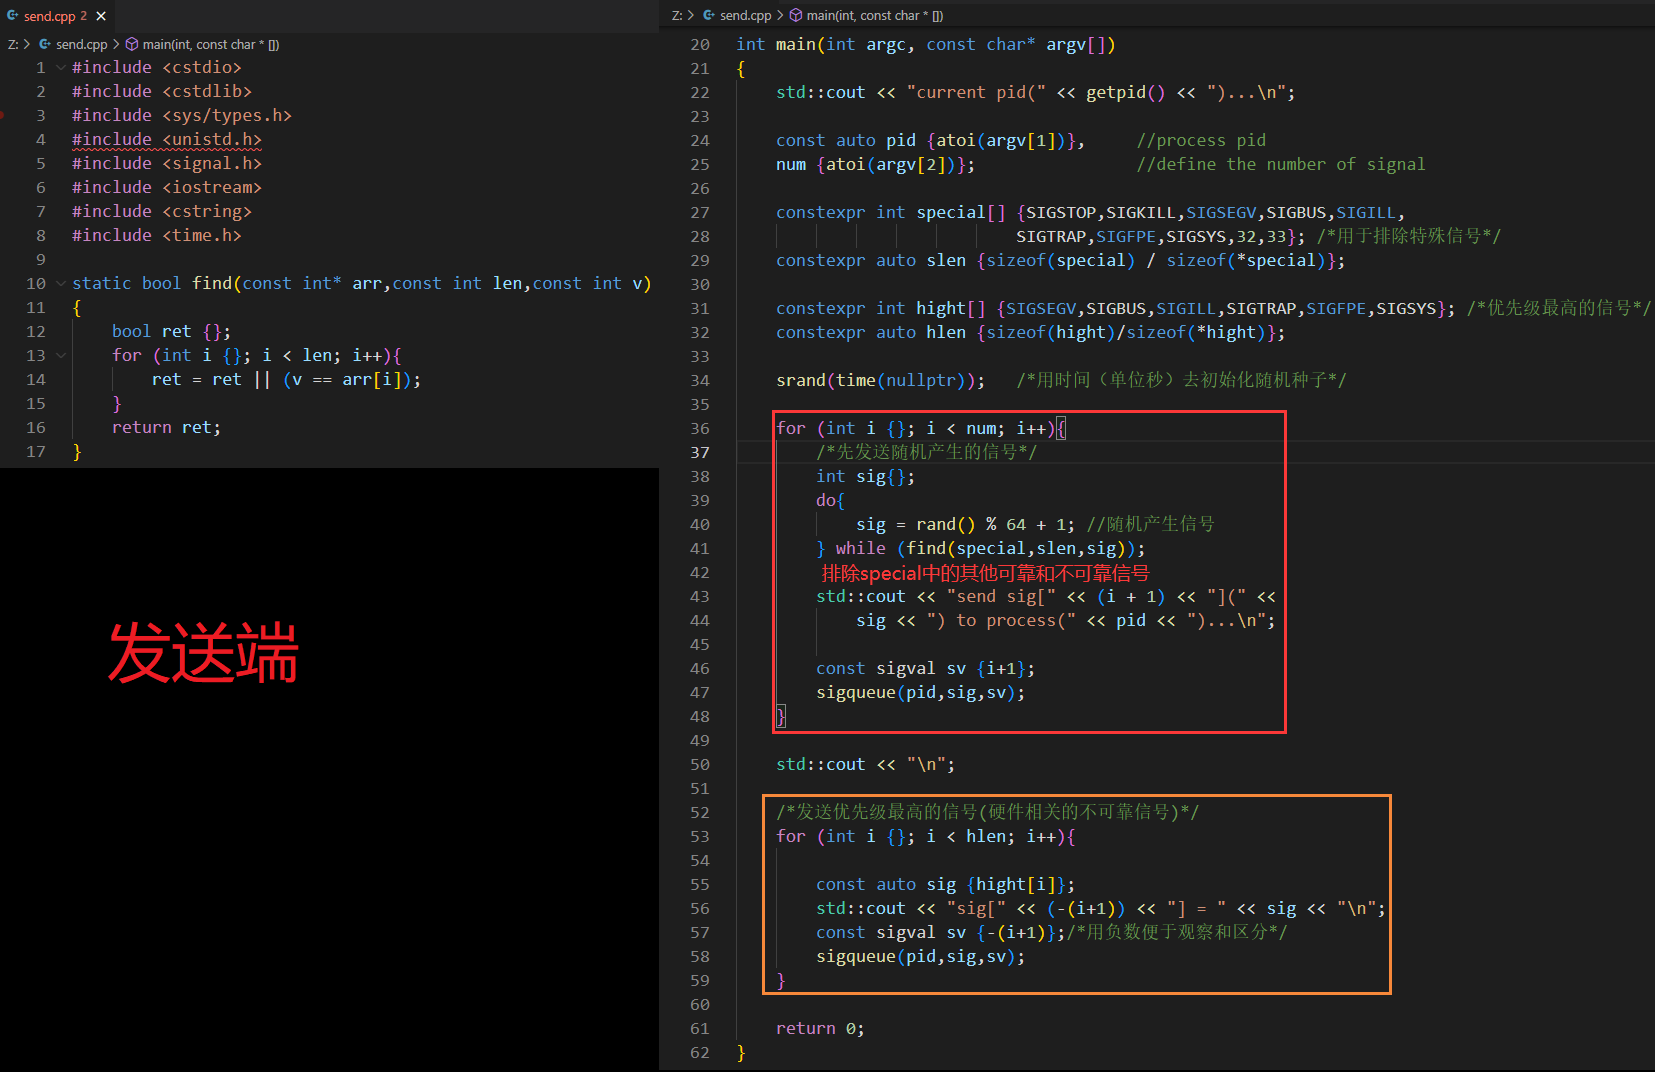 send.cpp 2 ×
Z: > send.cpp > main(int, const char * [])
1 #include <cstdio>
2 #include <cstdlib>
3 #include <sys/types.h>
4 #include <unistd.h>
5 #include <signal.h>
6 #include <iostream>
7 #include <cstring>
8 #include <time.h>
9
10 static bool find(const int* arr,const int len,const int v)
11 {
12 bool ret {};
13 for (int i {}; i < len; i++){
14 ret = ret || (v == arr[i]);
15 }
16 return ret;
17 }
发送端
Z: > send.cpp > main(int, const char * [])
20 int main(int argc, const char* argv[])
21 {
22 std::cout << "current pid(" << getpid() << ")...\n";
23
24 const auto pid {atoi(argv[1])}, //process pid
25 num {atoi(argv[2])}; //define the number of signal
26
27 constexpr int special[] {SIGSTOP,SIGKILL,SIGSEGV,SIGBUS,SIGILL,
28 SIGTRAP,SIGFPE,SIGSYS,32,33}; /*用于排除特殊信号*/
29 constexpr auto slen {sizeof(special) / sizeof(*special)};
30
31 constexpr int hight[] {SIGSEGV,SIGBUS,SIGILL,SIGTRAP,SIGFPE,SIGSYS}; /*优先级最高的信号*/
32 constexpr auto hlen {sizeof(hight)/sizeof(*hight)};
33
34 srand(time(nullptr)); /*用时间（单位秒）去初始化随机种子*/
35
36 for (int i {}; i < num; i++){
37 /*先发送随机产生的信号*/
38 int sig{};
39 do{
40 sig = rand() % 64 + 1; //随机产生信号
41 } while (find(special,slen,sig));
42 排除special中的其他可靠和不可靠信号
43 std::cout << "send sig[" << (i + 1) << "](" <<
44 sig << ") to process(" << pid << ")...\n";
45
46 const sigval sv {i+1};
47 sigqueue(pid,sig,sv);
48 }
49
50 std::cout << "\n";
51
52 /*发送优先级最高的信号(硬件相关的不可靠信号)*/
53 for (int i {}; i < hlen; i++){
54
55 const auto sig {hight[i]};
56 std::cout << "sig[" << (-(i+1)) << "] = " << sig << "\n";
57 const sigval sv {-(i+1)};/*用负数便于观察和区分*/
58 sigqueue(pid,sig,sv);
59 }
60
61 return 0;
62 }